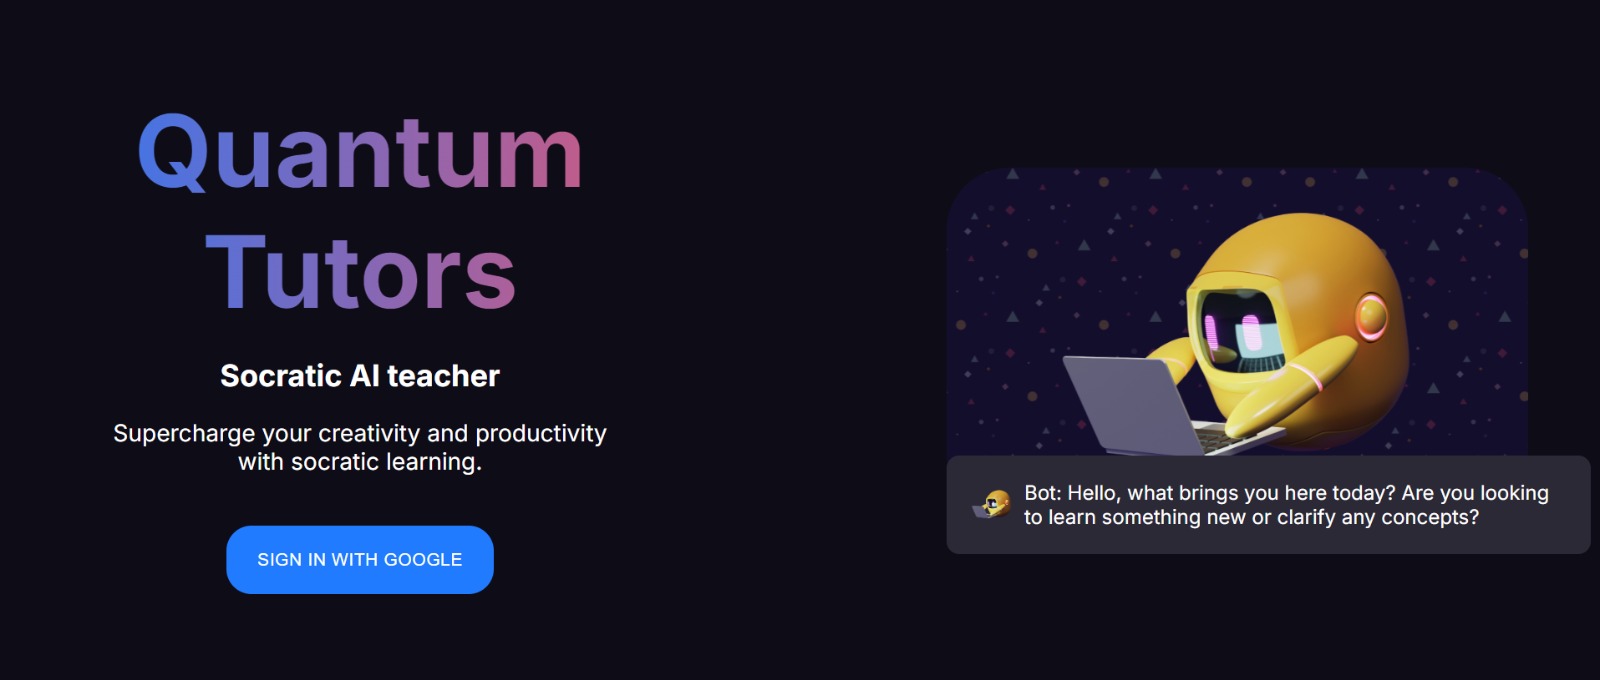 Quantum
Tutors
Socratic AI teacher
Supercharge your creativity and productivity
with socratic learning.
SIGN IN WITH GOOGLE
Bot: Hello, what brings you here today? Are you looking
to learn something new or clarify any concepts?